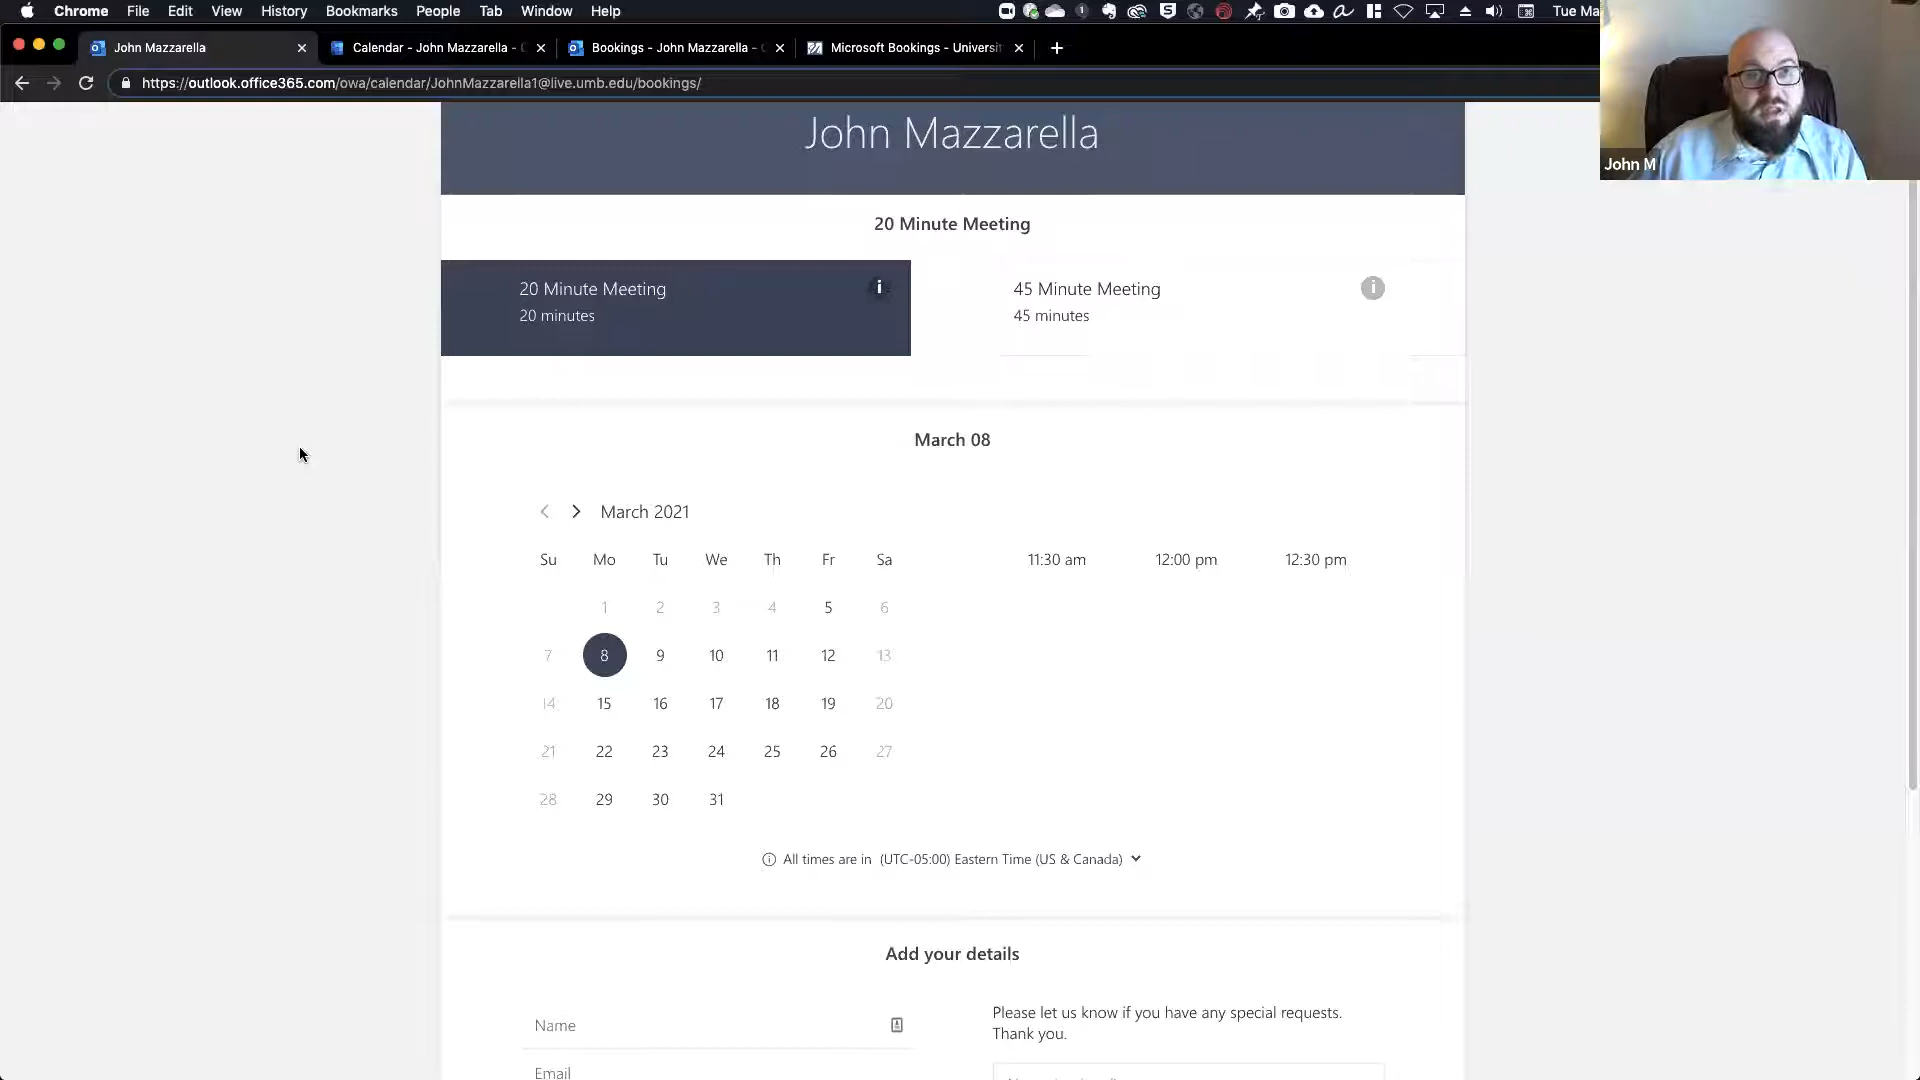 Chrome File Edit View History Bookmarks People Tab Window Help Tue Ma
John Mazzarella Calendar - John Mazzarella - Bookings - John Mazzarella - Microsoft Bookings - Universi
https://outlook.office365.com/owa/calendar/JohnMazzarella1@live.umb.edu/bookings/
John M
John Mazzarella
20 Minute Meeting
20 Minute Meeting
20 minutes
45 Minute Meeting
45 minutes
March 08
March 2021
Su Mo Tu We Th Fr Sa
1 2 3 4 5 6
7 8 9 10 11 12 13
14 15 16 17 18 19 20
21 22 23 24 25 26 27
28 29 30 31
11:30 am 12:00 pm 12:30 pm
All times are in (UTC-05:00) Eastern Time (US & Canada)
Add your details
Name
Email
Please let us know if you have any special requests.
Thank you.